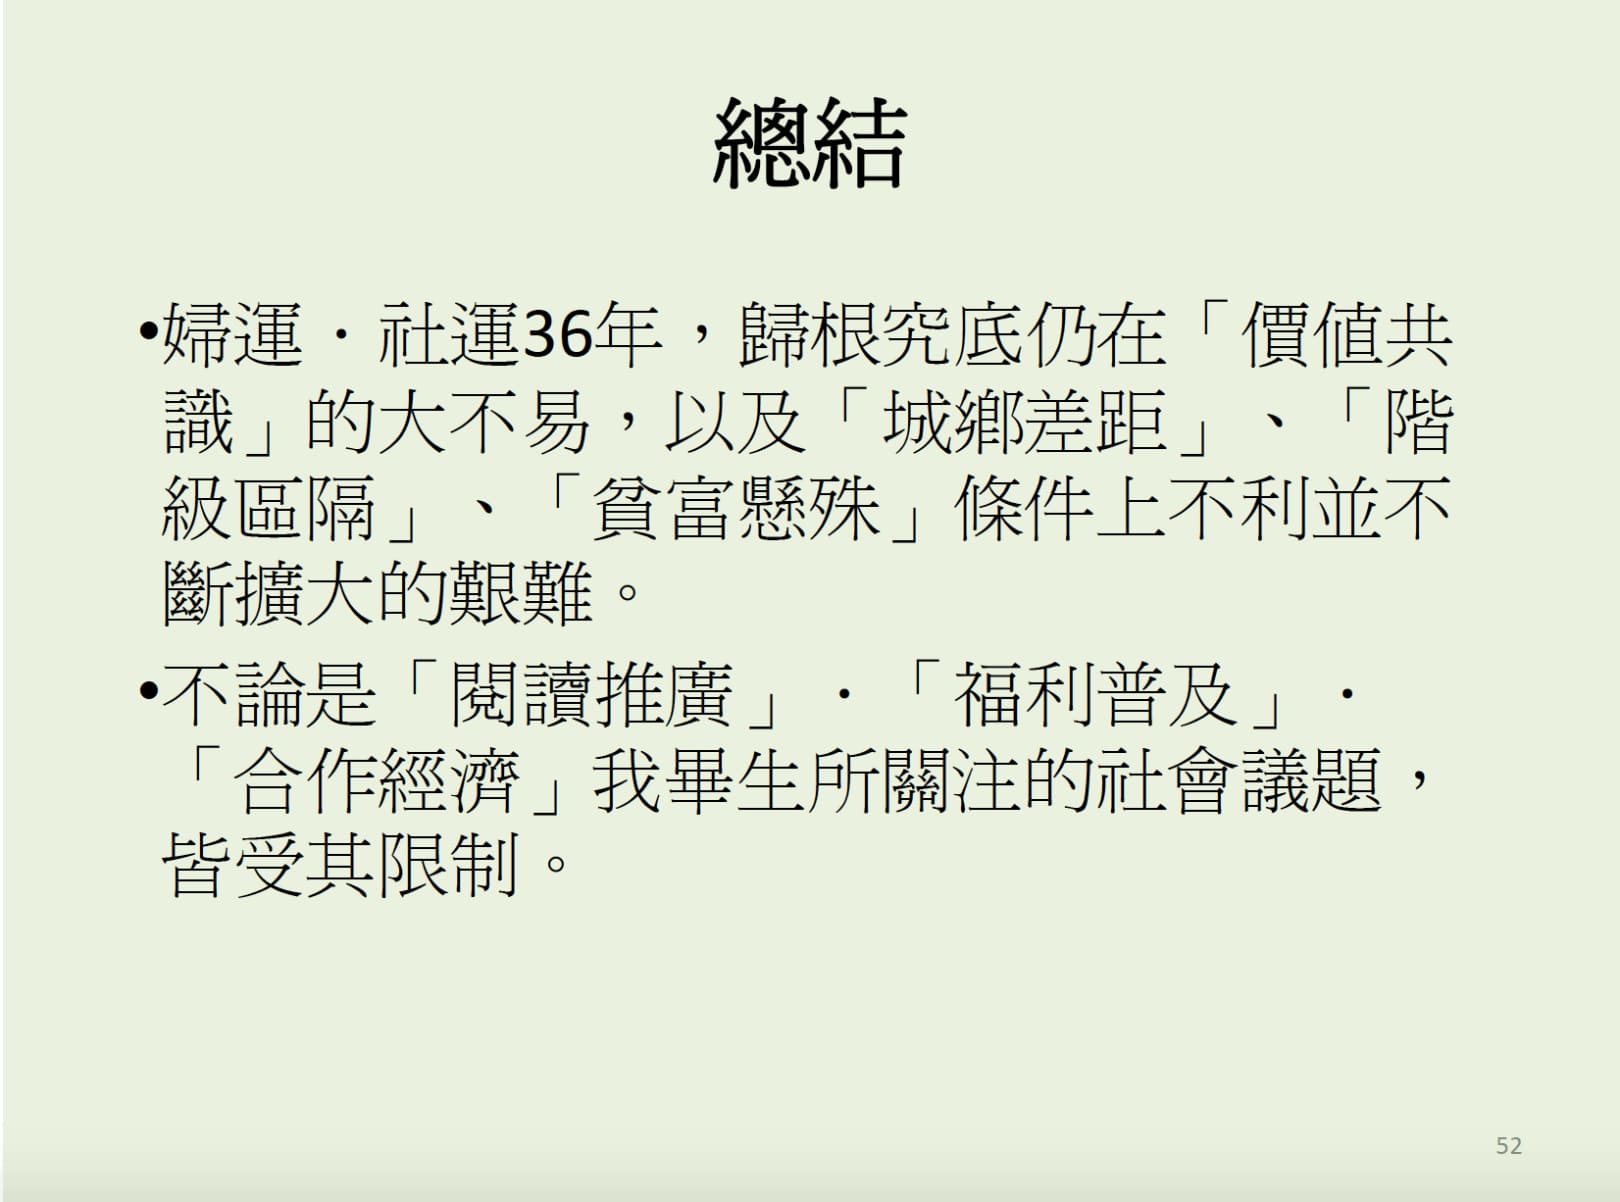 總結
•婦運．社運36年，歸根究底仍在「價值共
識」的大不易，以及「城鄉差距」、「階
級區隔」、「貧富懸殊」條件上不利並不
斷擴大的艱難。
•不論是「閱讀推廣」．「福利普及」．
「合作經濟」我畢生所關注的社會議題，
皆受其限制。
52